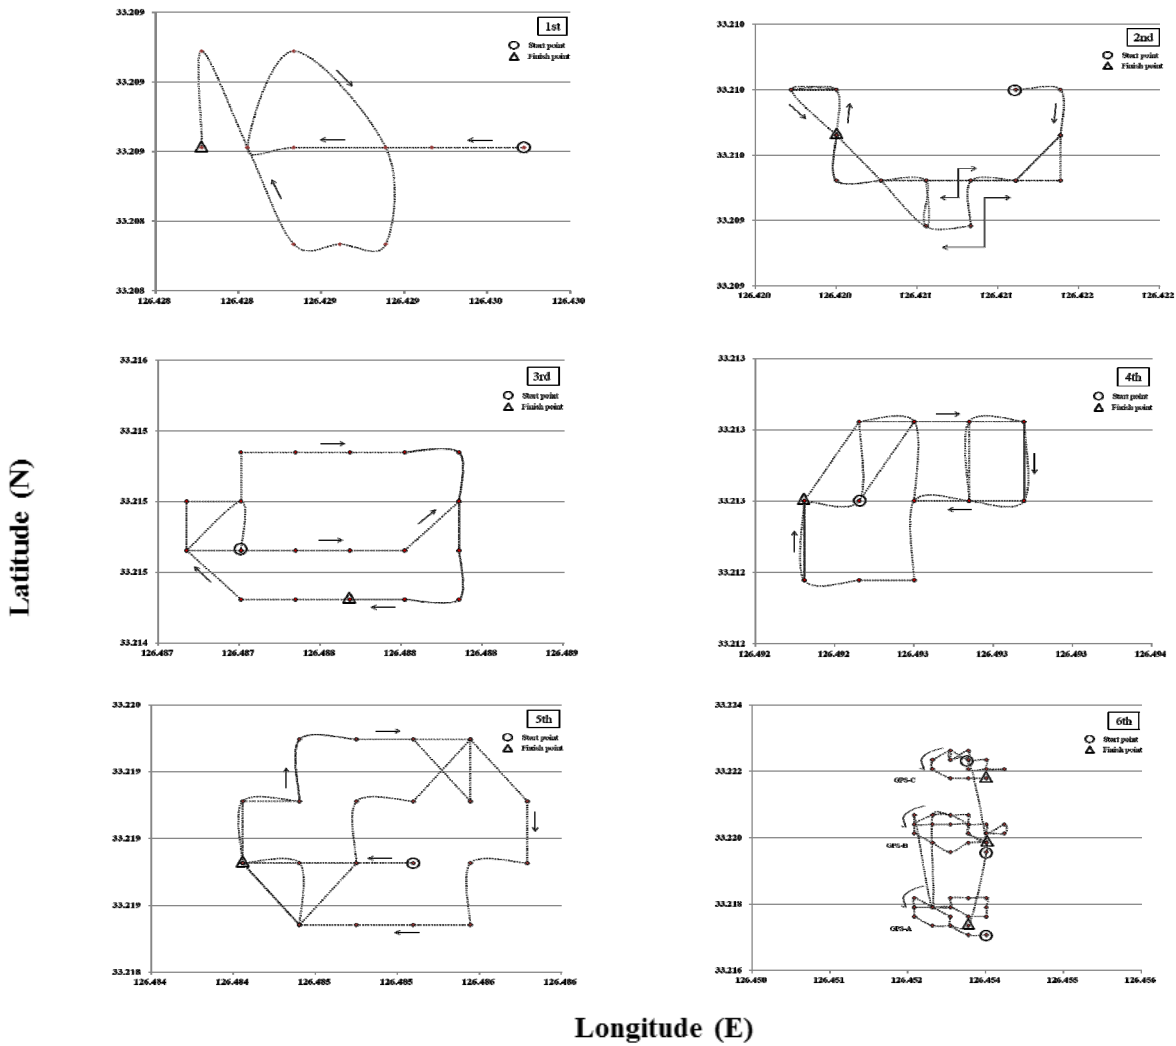 33.209
33.209
33.209
33.208
33.208
126.428
126.428
126.429
126.429
126.430
126.430
1st
Start point
Finish point
33.210
33.210
33.210
33.209
33.209
126.420
126.420
126.421
126.421
126.422
126.422
2nd
Start point
Finish point
33.216
33.215
33.215
33.215
33.214
126.487
126.487
126.488
126.488
126.488
126.489
3rd
Start point
Finish point
33.213
33.213
33.213
33.212
33.212
126.492
126.492
126.493
126.493
126.493
126.494
4th
Start point
Finish point
33.220
33.219
33.219
33.219
33.218
126.484
126.484
126.485
126.485
126.486
126.486
5th
Start point
Finish point
33.224
33.222
33.220
33.218
33.216
126.450
126.451
126.452
126.454
126.455
126.456
6th
Start point
Finish point
GPS-C
GPS-B
GPS-A
Latitude (N)
Longitude (E)